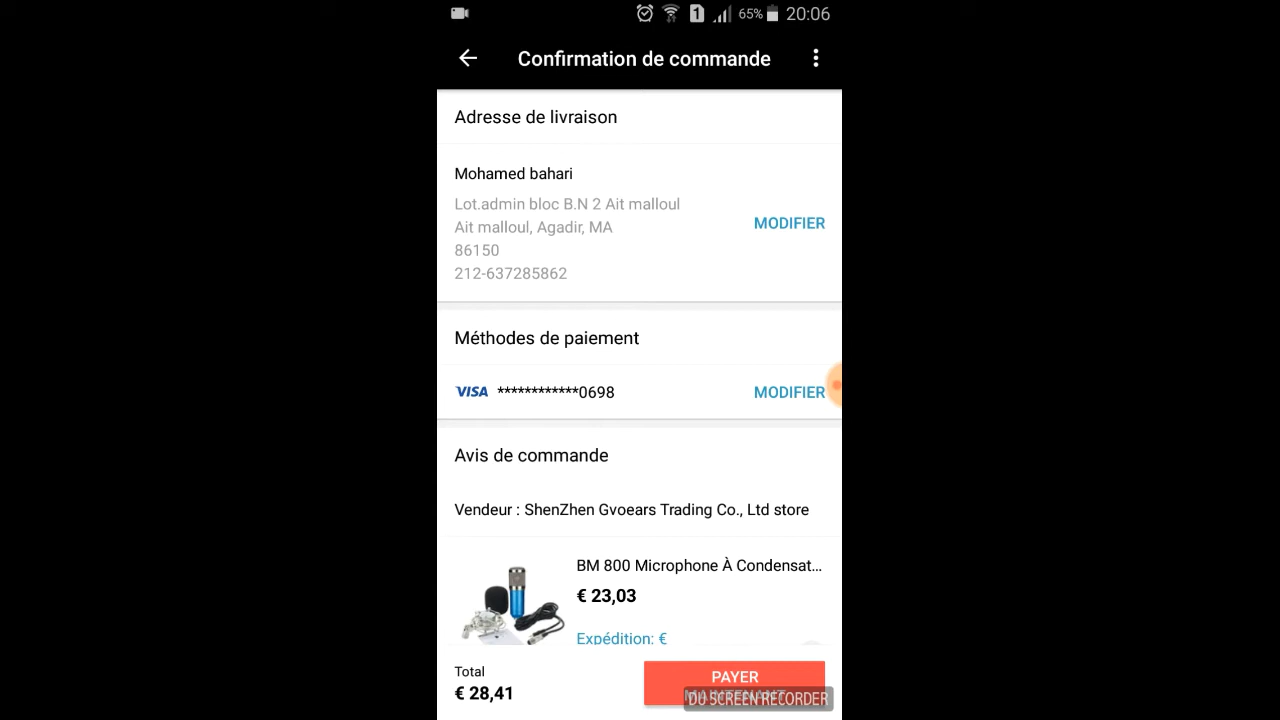 1 65% 20:06
Confirmation de commande
Adresse de livraison
Mohamed bahari
Lot.admin bloc B.N 2 Ait malloul
Ait malloul, Agadir, MA
86150
212-637285862
MODIFIER
Méthodes de paiement
VISA ************0698 MODIFIER
Avis de commande
Vendeur : ShenZhen Gvoears Trading Co., Ltd store
BM 800 Microphone À Condensat...
€ 23,03
Expédition: €
Total
€ 28,41
PAYER
MAINTENANT
DU SCREEN RECORDER